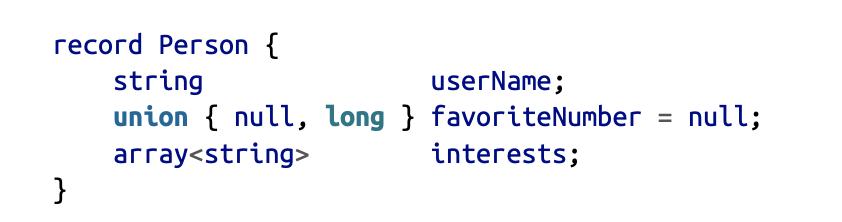 record Person {
    string               userName;
    union { null, long } favoriteNumber = null;
    array<string>        interests;
}